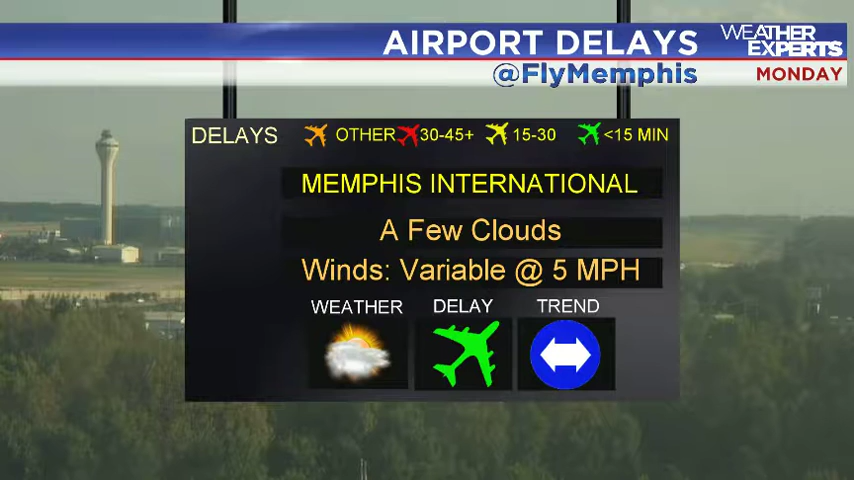 AIRPORT DELAYS
WEATHER EXPERTS
@FlyMemphis
MONDAY
DELAYS OTHER 30-45+ 15-30 <15 MIN
MEMPHIS INTERNATIONAL
A Few Clouds
Winds: Variable @ 5 MPH
WEATHER DELAY TREND